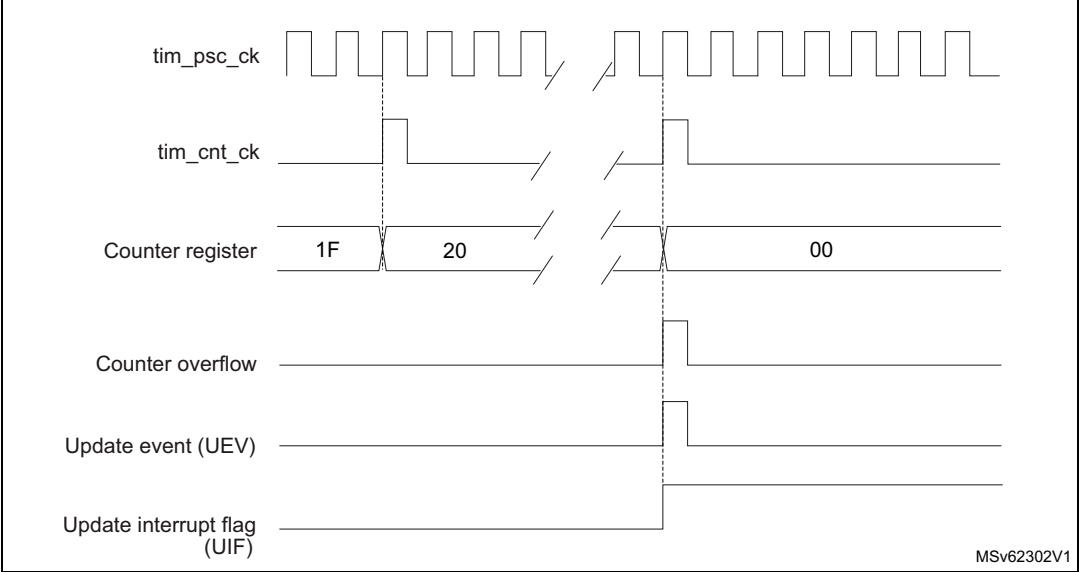 tim_psc_ck
tim_cnt_ck
Counter register
1F
20
00
Counter overflow
Update event (UEV)
Update interrupt flag
(UIF)
MSv62302V1